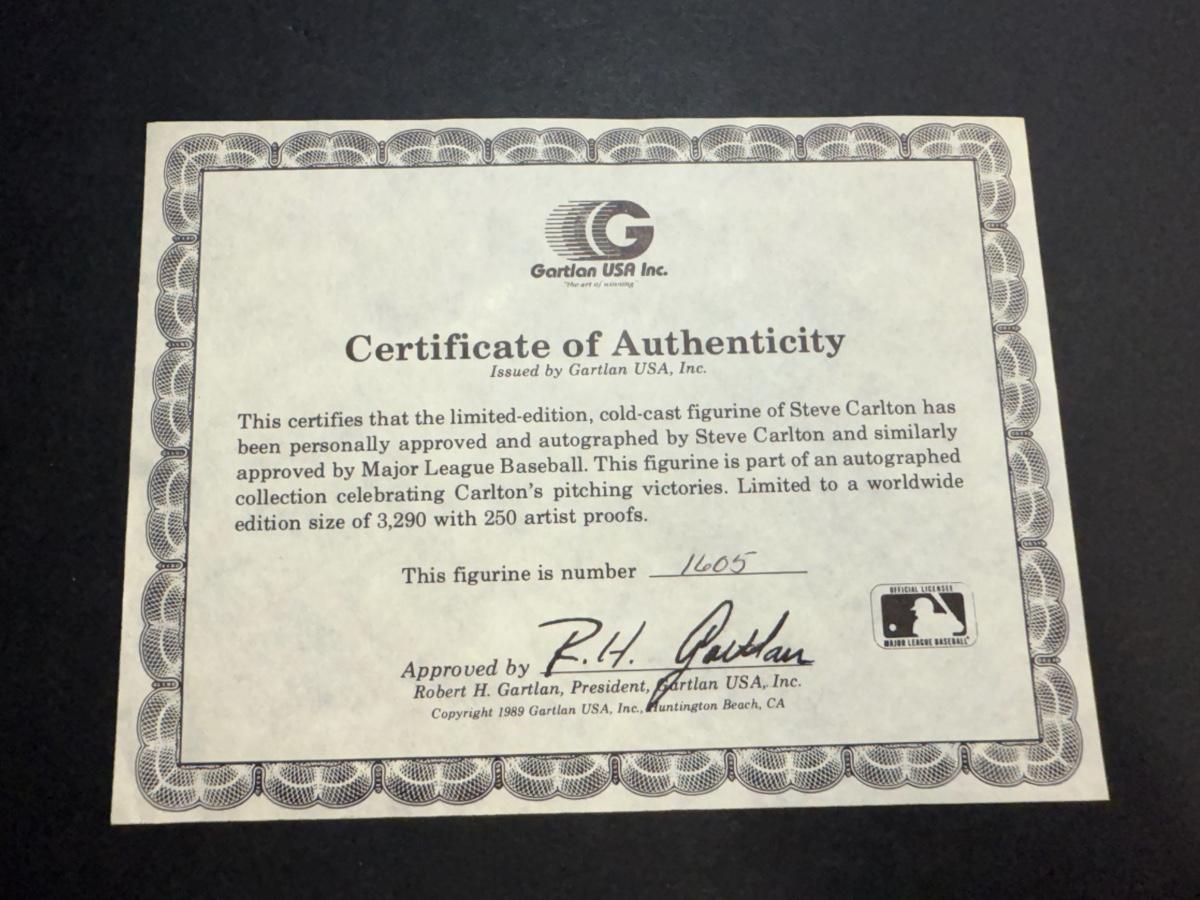 G
Gartlan USA Inc.
"the art of winning"
Certificate of Authenticity
Issued by Gartlan USA, Inc.
This certifies that the limited-edition, cold-cast figurine of Steve Carlton has
been personally approved and autographed by Steve Carlton and similarly
approved by Major League Baseball. This figurine is part of an autographed
collection celebrating Carlton's pitching victories. Limited to a worldwide
edition size of 3,290 with 250 artist proofs.
This figurine is number 1605
OFFICIAL LICENSEE
MAJOR LEAGUE BASEBALL
Approved by R.H. Gartlan
Robert H. Gartlan, President, Gartlan USA, Inc.
Copyright 1989 Gartlan USA, Inc., Huntington Beach, CA